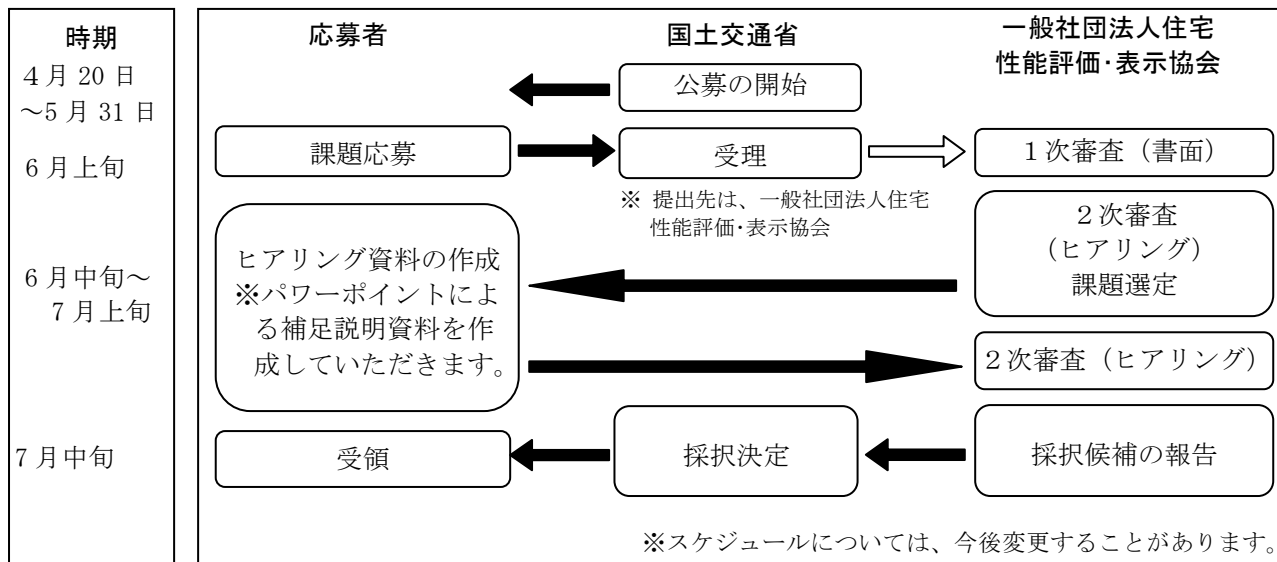 時期
応募者
国土交通省
一般社団法人住宅
性能評価･表示協会
４月 20 日
～5 月 31 日
公募の開始
課題応募
受理
１次審査（書面）
6 月上旬
※ 提出先は、一般社団法人住宅
性能評価･表示協会
２次審査
（ヒアリング）
課題選定
ヒアリング資料の作成
※パワーポイントによ
る補足説明資料を作
成していただきます。
6 月中旬～
７月上旬
２次審査（ヒアリング）
7 月中旬
受領
採択決定
採択候補の報告
※スケジュールについては、今後変更することがあります。